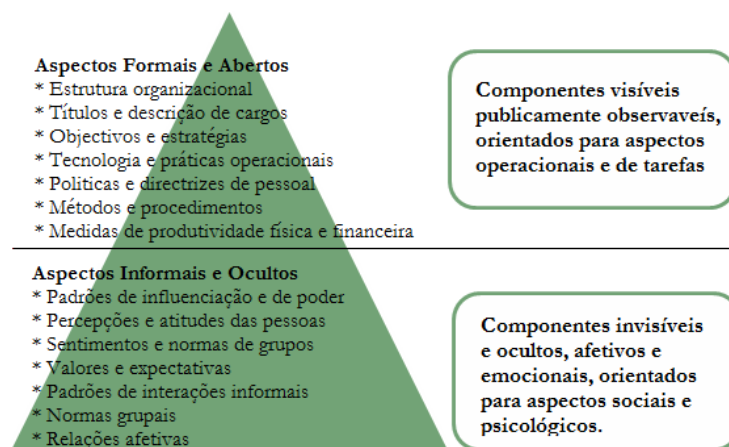 Aspectos Formais e Abertos
* Estrutura organizacional
* Títulos e descrição de cargos
* Objectivos e estratégias
* Tecnologia e práticas operacionais
* Politicas e directrizes de pessoal
* Métodos e procedimentos
* Medidas de produtividade física e financeira
Componentes visíveis
publicamente observaveís,
orientados para aspectos
operacionais e de tarefas
Aspectos Informais e Ocultos
* Padrões de influenciação e de poder
* Percepções e atitudes das pessoas
* Sentimentos e normas de grupos
* Valores e expectativas
* Padrões de interações informais
* Normas grupais
* Relações afetivas
Componentes invisíveis
e ocultos, afetivos e
emocionais, orientados
para aspectos sociais e
psicológicos.